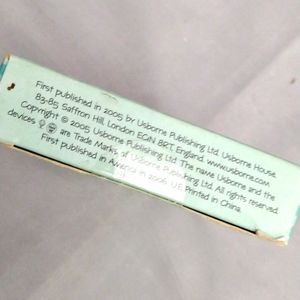 First published in 2005 by Usborne Publishing Ltd. Usborne House,
83-85 Saffron Hill, London EC1N 8RT, England. www.usborne.com
Copyright © 2005 Usborne Publishing Ltd. The name Usborne and the
devices are Trade Marks of Usborne Publishing Ltd. All rights reserved.
First published in America in 2006. U.E. Printed in China.